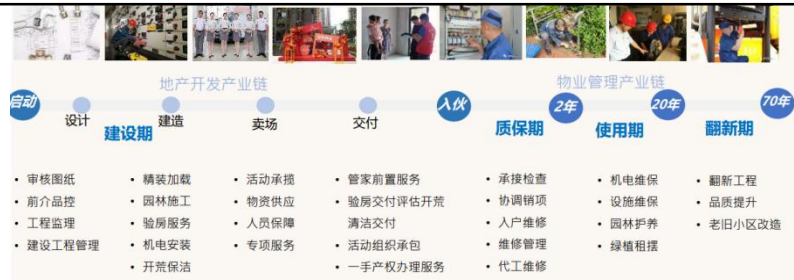 地产开发产业链
物业管理产业链
启动
设计
建设期
建造
卖场
交付
入伙
质保期
2年
使用期
20年
翻新期
70年
• 审核图纸
• 前介品控
• 工程监理
• 建设工程管理
• 精装加载
• 园林施工
• 验房服务
• 机电安装
• 开荒保洁
• 活动承揽
• 物资供应
• 人员保障
• 专项服务
• 管家前置服务
• 验房交付评估开荒
清洁交付
• 活动组织承包
• 一手产权办理服务
• 承接检查
• 协调销项
• 入户维修
• 维修管理
• 代工维修
• 机电维保
• 设施维保
• 园林护养
• 绿植租摆
• 翻新工程
• 品质提升
• 老旧小区改造